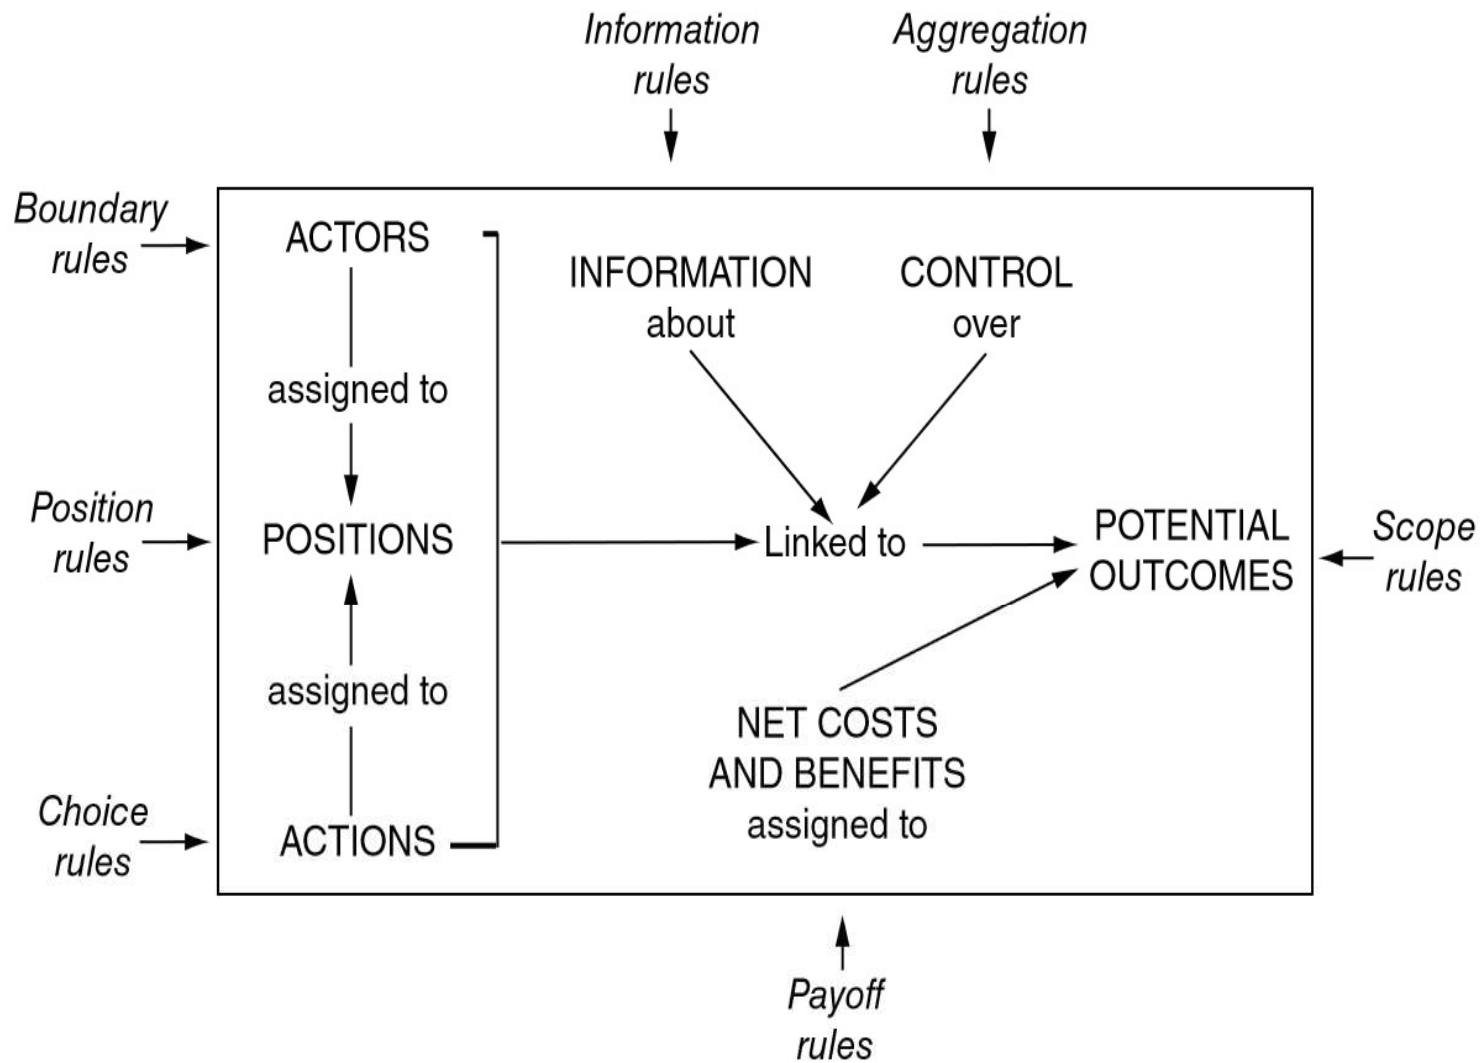 Information
rules
Aggregation
rules
Boundary
rules
ACTORS
INFORMATION
about
CONTROL
over
assigned to
Position
rules
POSITIONS
Linked to
POTENTIAL
OUTCOMES
Scope
rules
assigned to
NET COSTS
AND BENEFITS
assigned to
Choice
rules
ACTIONS
Payoff
rules